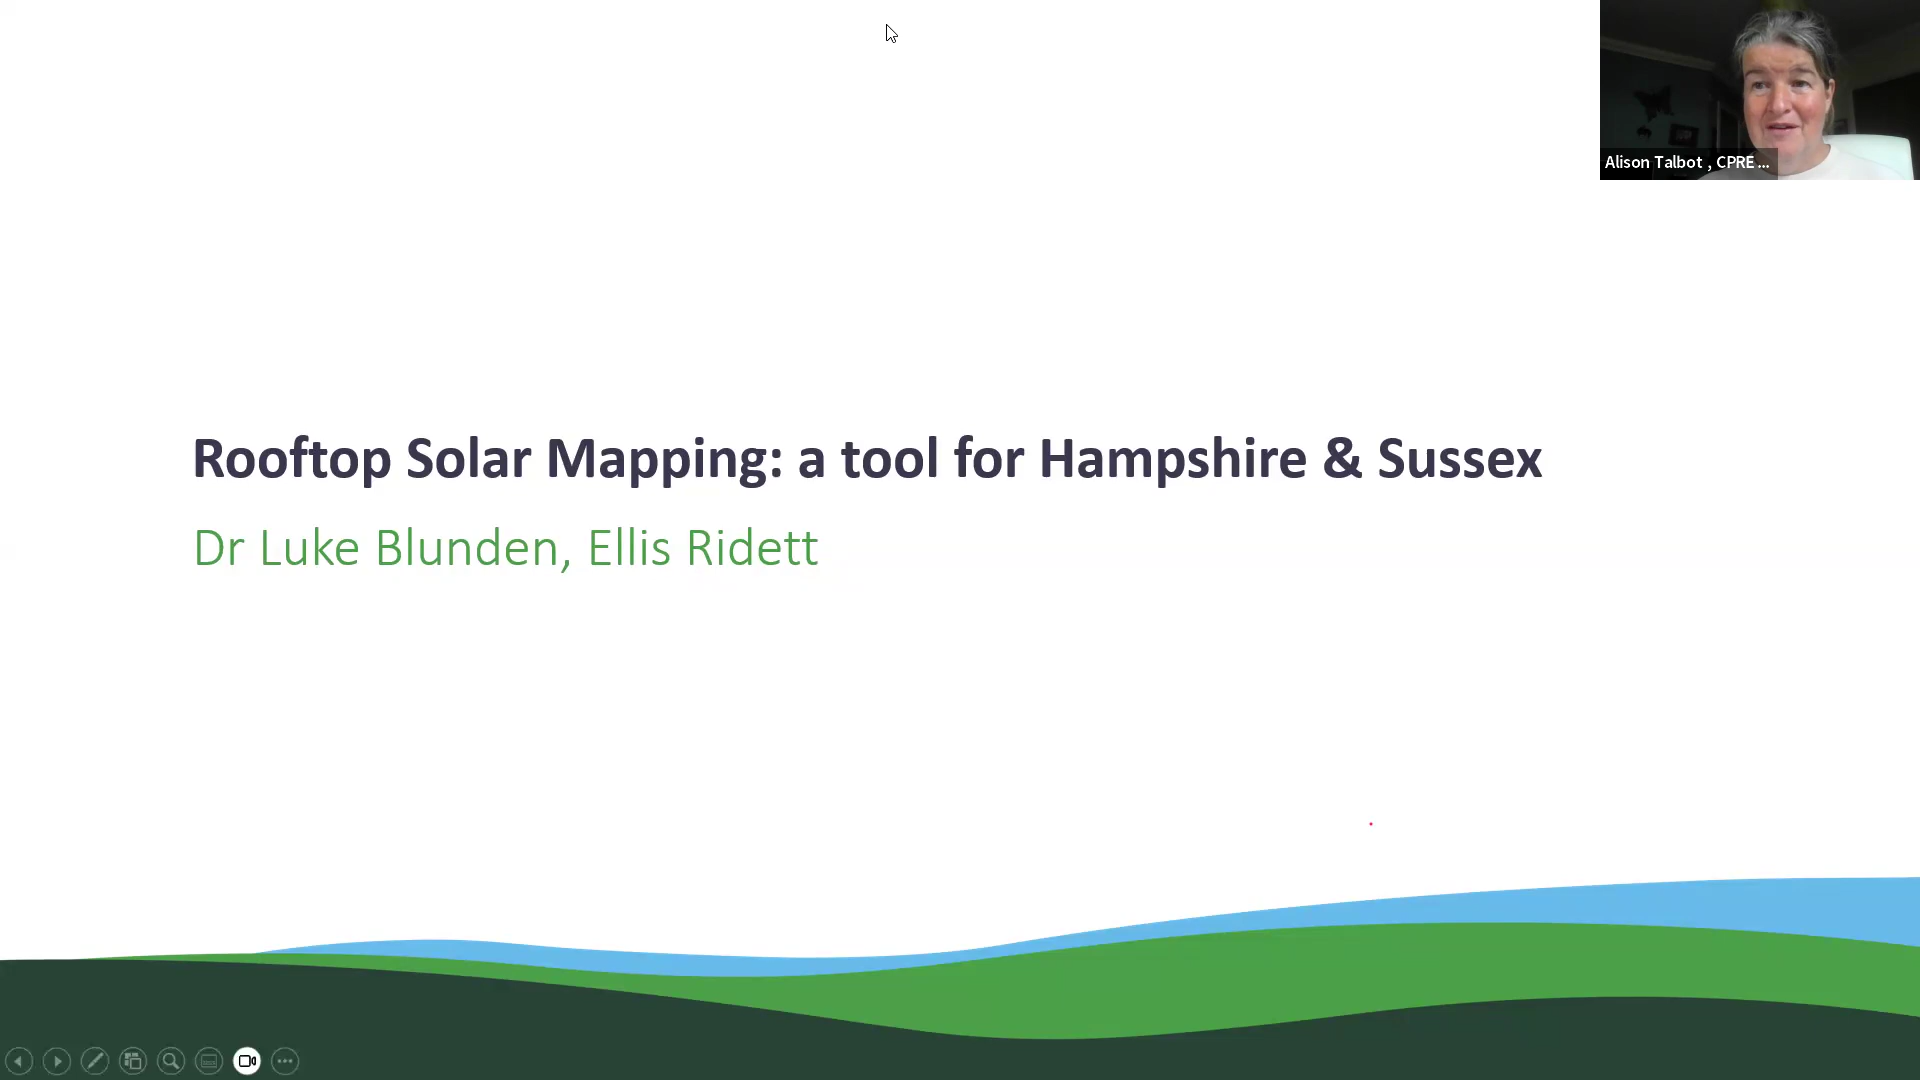 Alison Talbot , CPRE ...
Rooftop Solar Mapping: a tool for Hampshire & Sussex
Dr Luke Blunden, Ellis Ridett